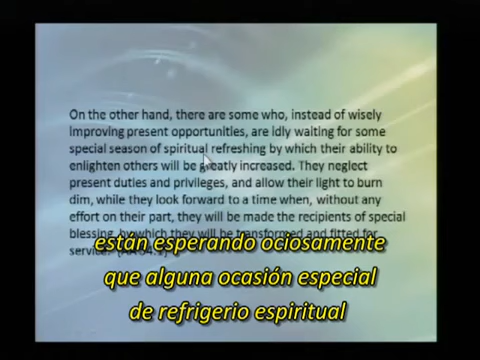 On the other hand, there are some who, instead of wisely
improving present opportunities, are idly waiting for some
special season of spiritual refreshing by which their ability to
enlighten others will be greatly increased. They neglect
present duties and privileges, and allow their light to burn
dim, while they look forward to a time when, without any
effort on their part, they will be made the recipients of special
blessing, by which they will be transformed and fitted for
service.
están esperando ociosamente
que alguna ocasión especial
de refrigerio espiritual